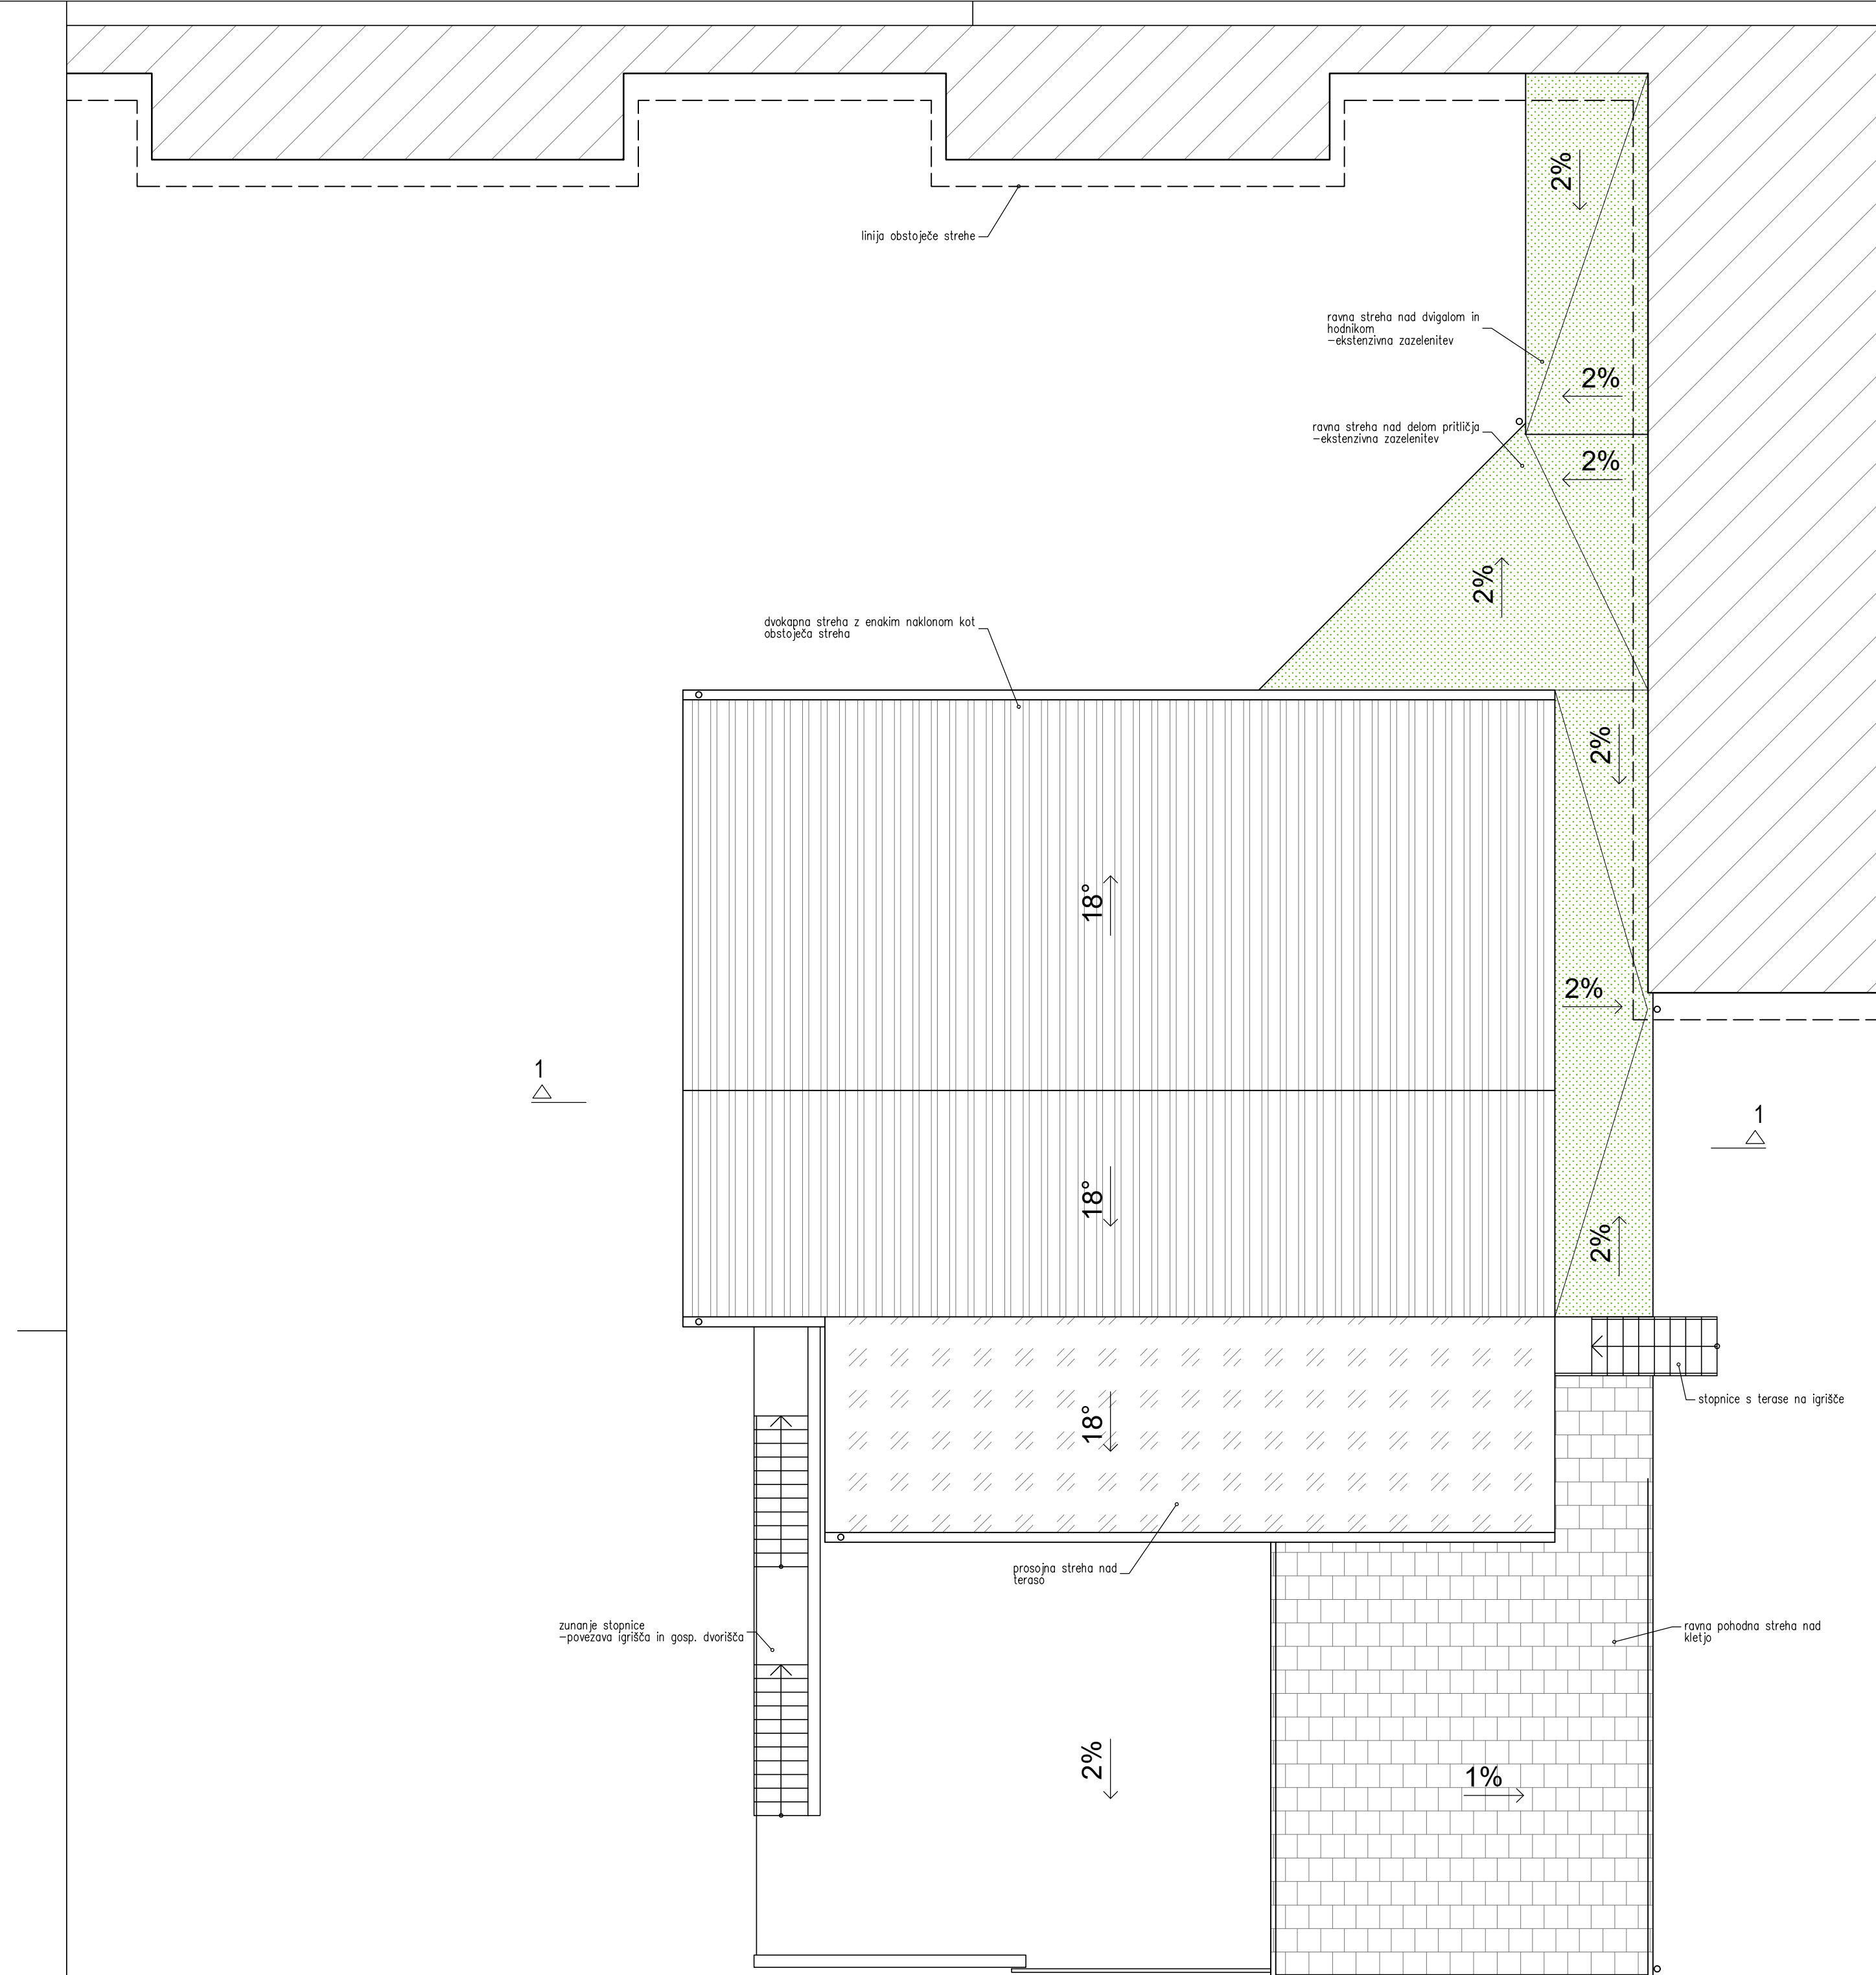 2%
linija obstoječe strehe
ravna streha nad dvigalom in
hodnikom
-ekstenzivna zazelenitev
2%
ravna streha nad delom pritličja
-ekstenzivna zazelenitev
2%
2%
dvokapna streha z enakim naklonom kot
obstoječa streha
2%
18°
2%
1
1
18°
2%
stopnice s terase na igrišče
18°
prosojna streha nad
teraso
zunanje stopnice
-povezava igrišča in gosp. dvorišča
ravna pohodna streha nad
kletjo
2%
1%